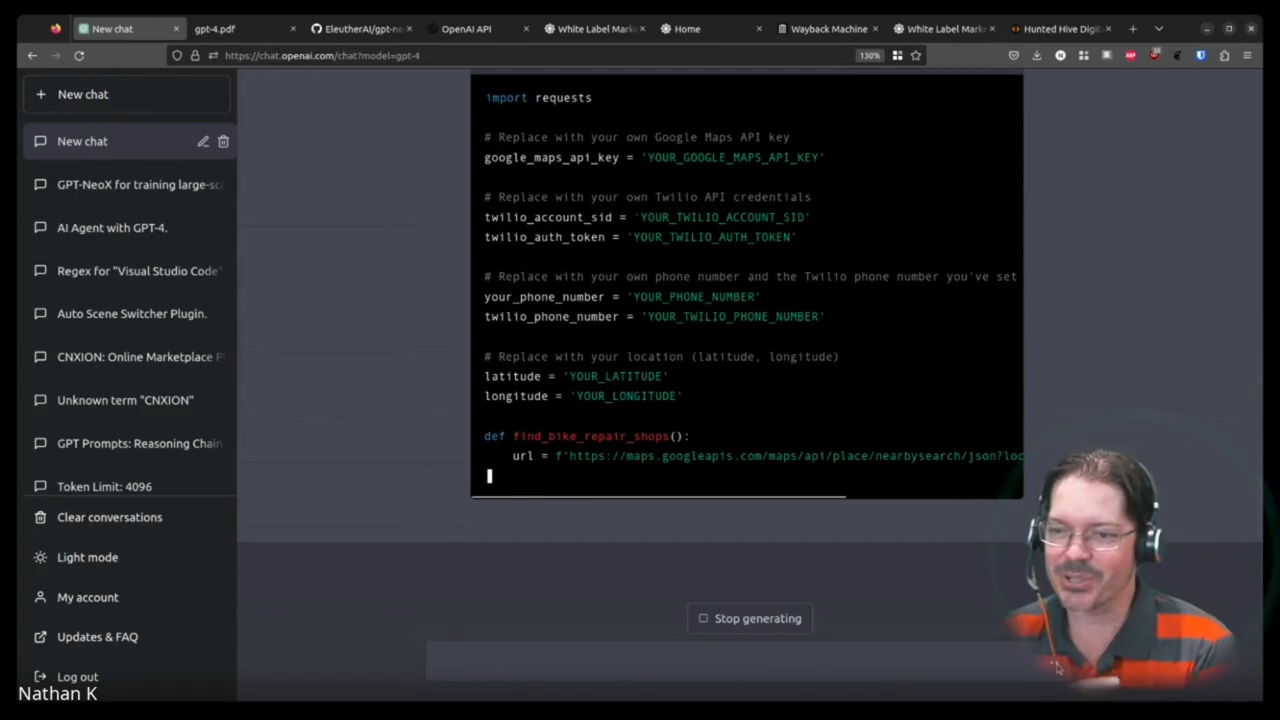 New chat
gpt-4.pdf
EleutherAI/gpt-ne
OpenAI API
White Label Marke
Home
Wayback Machine
White Label Marke
Hunted Hive Digit
https://chat.openai.com/chat?model=gpt-4
130%
New chat
New chat
GPT-NeoX for training large-sca
AI Agent with GPT-4.
Regex for "Visual Studio Code"
Auto Scene Switcher Plugin.
CNXION: Online Marketplace P
Unknown term "CNXION"
GPT Prompts: Reasoning Chain
Token Limit: 4096
Clear conversations
Light mode
My account
Updates & FAQ
Log out
import requests
# Replace with your own Google Maps API key
google_maps_api_key = 'YOUR_GOOGLE_MAPS_API_KEY'
# Replace with your own Twilio API credentials
twilio_account_sid = 'YOUR_TWILIO_ACCOUNT_SID'
twilio_auth_token = 'YOUR_TWILIO_AUTH_TOKEN'
# Replace with your own phone number and the Twilio phone number you've set
your_phone_number = 'YOUR_PHONE_NUMBER'
twilio_phone_number = 'YOUR_TWILIO_PHONE_NUMBER'
# Replace with your location (latitude, longitude)
latitude = 'YOUR_LATITUDE'
longitude = 'YOUR_LONGITUDE'
def find_bike_repair_shops():
url = f'https://maps.googleapis.com/maps/api/place/nearbysearch/json?loc
Stop generating
Nathan K